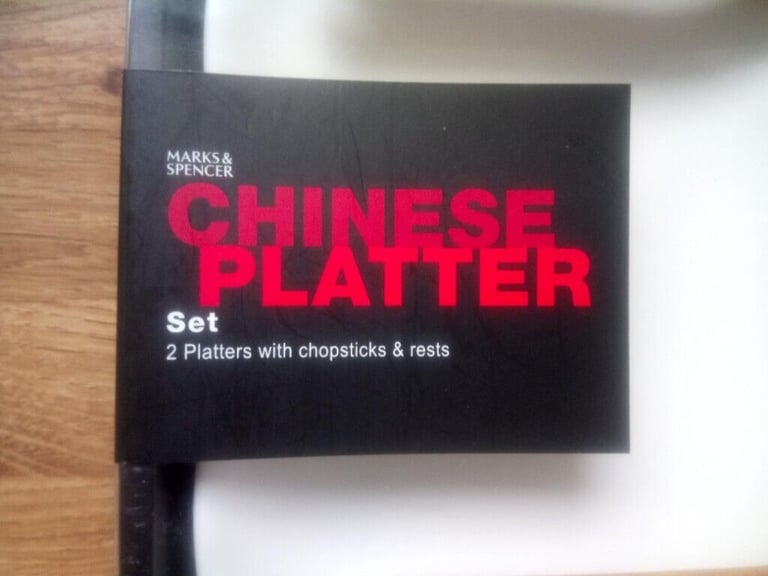 MARKS &
SPENCER
CHINESE
PLATTER
Set
2 Platters with chopsticks & rests